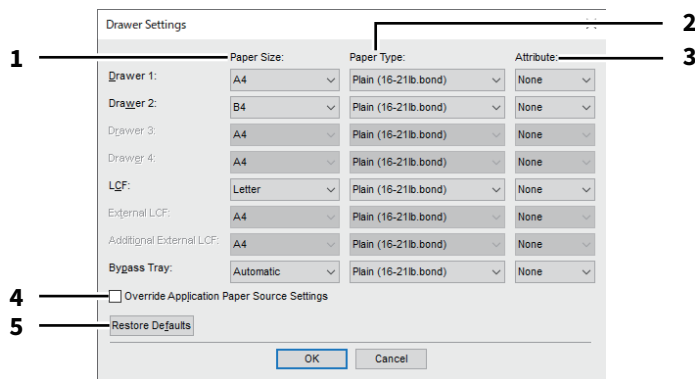 Drawer Settings
2
1
Paper Size: Paper Type: Attribute: 3
Drawer 1: A4 Plain (16-21lb.bond) None
Drawer 2: B4 Plain (16-21lb.bond) None
Drawer 3: A4 Plain (16-21lb.bond) None
Drawer 4: A4 Plain (16-21lb.bond) None
LCF: Letter Plain (16-21lb.bond) None
External LCF: A4 Plain (16-21lb.bond) None
Additional External LCF: A4 Plain (16-21lb.bond) None
Bypass Tray: Automatic Plain (16-21lb.bond) None
4 Override Application Paper Source Settings
5 Restore Defaults
OK Cancel